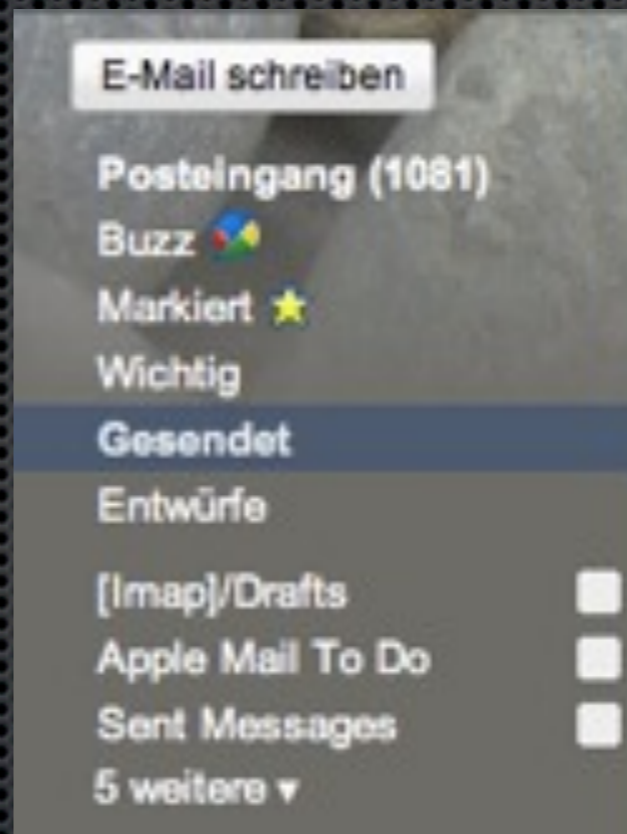 E-Mail schreiben
Posteingang (1081)
Buzz
Markiert
Wichtig
Gesendet
Entwürfe
[Imap]/Drafts
Apple Mail To Do
Sent Messages
5 weitere ▾